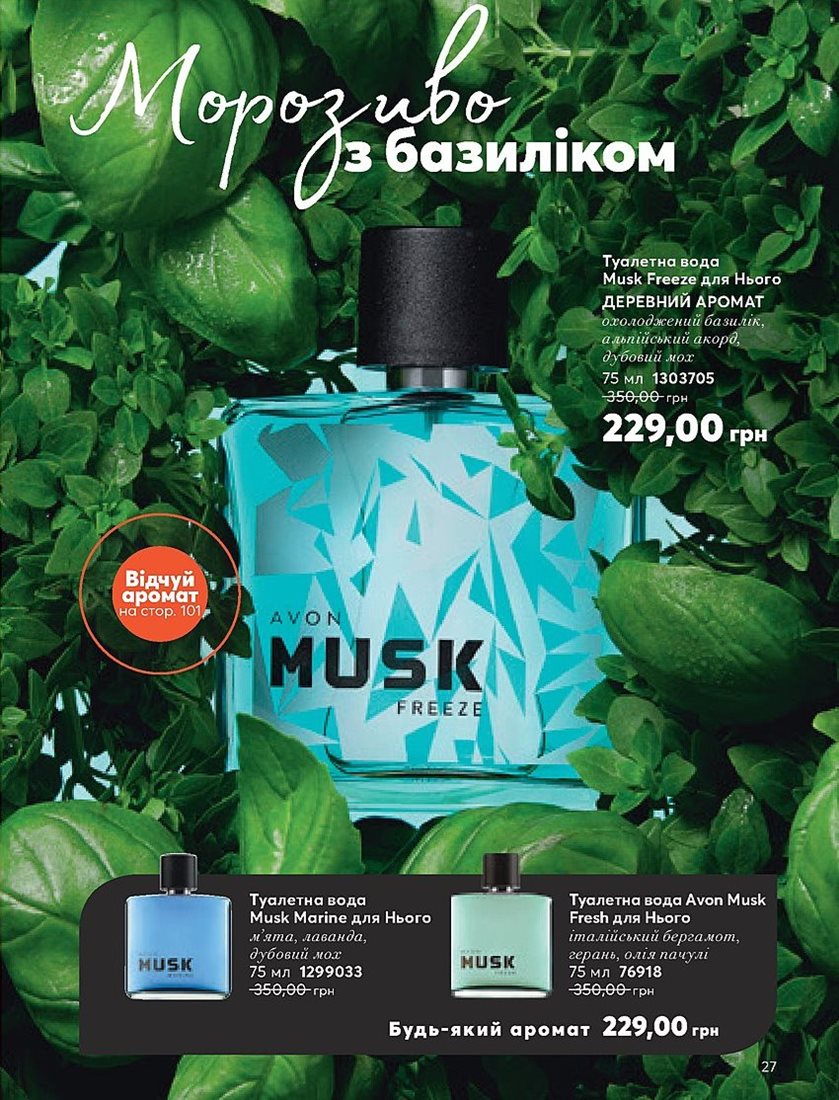 Морозиво
з базиліком
Туалетна вода
Musk Freeze для Нього
ДЕРЕВНИЙ АРОМАТ
охолоджений базилік,
альпійський акорд,
дубовий мох
75 мл 1303705
350,00 грн
229,00 грн
Відчуй
аромат
на стор. 101
AVON
MUSK
FREEZE
Туалетна вода
Musk Marine для Нього
м'ята, лаванда,
дубовий мох
75 мл 1299033
350,00 грн
MUSK
Туалетна вода Avon Musk
Fresh для Нього
італійський бергамот,
герань, олія пачулі
75 мл 76918
350,00 грн
MUSK
Будь-який аромат 229,00 грн
27